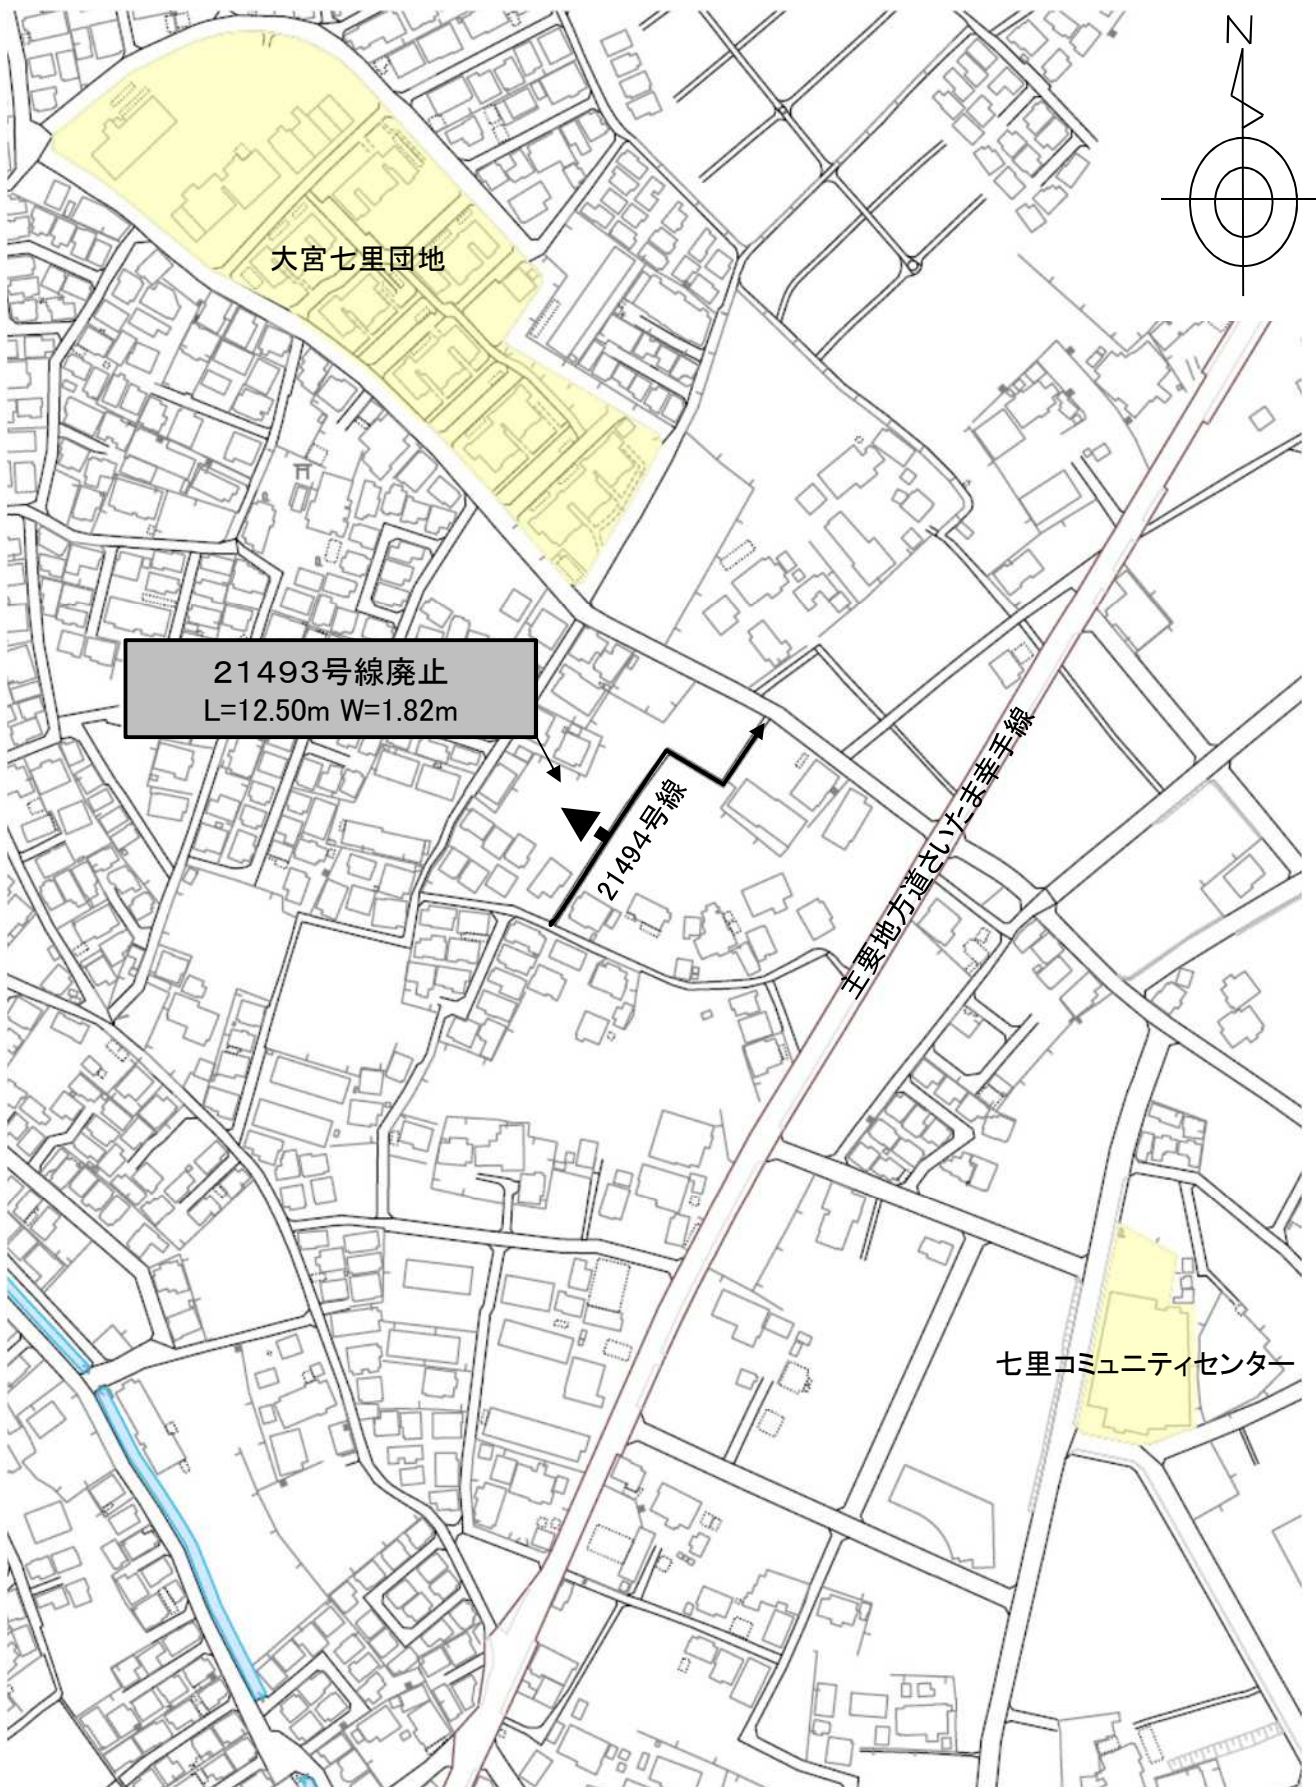 N
大宮七里団地
21493号線廃止
L=12.50m W=1.82m
21494号線
主要地方道さいたま幸手線
七里コミュニティセンター